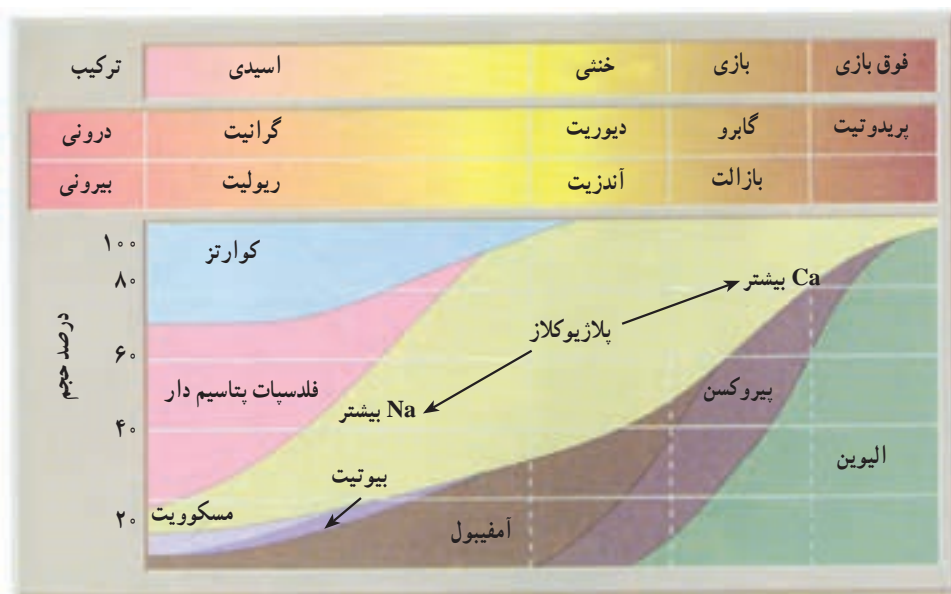 ترکیب اسیدی خنثی بازی فوق بازی
درونی گرانیت دیوریت گابرو پریدوتیت
بیرونی ریولیت آندزیت بازالت
درصد حجم
۱۰۰
۸۰
۶۰
۴۰
۲۰
کوارتز
Ca بیشتر
پلاژیوکلاز
فلدسپات پتاسیم دار
Na بیشتر
پیروکسن
الیوین
بیوتیت
مسکوویت
آمفیبول